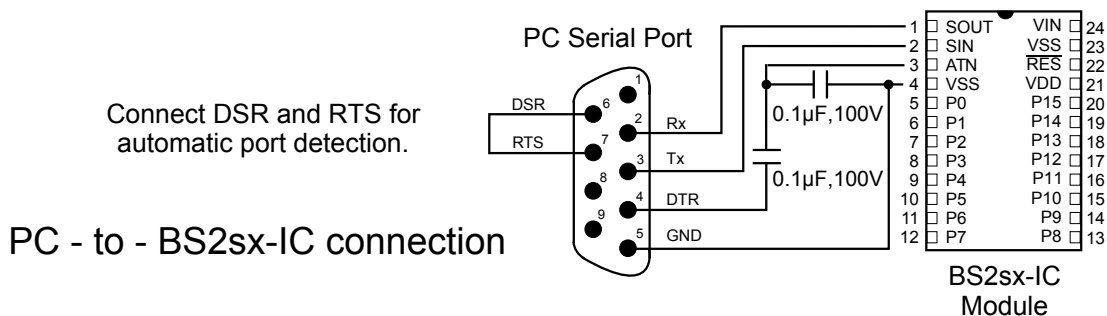 Connect DSR and RTS for
automatic port detection.
PC - to - BS2sx-IC connection
PC Serial Port
DSR
RTS
1
6
2
7
3
8
4
9
5
Rx
Tx
DTR
GND
0.1µF,100V
0.1µF,100V
1 SOUT VIN 24
2 SIN VSS 23
3 ATN RES 22
4 VSS VDD 21
5 P0 P15 20
6 P1 P14 19
7 P2 P13 18
8 P3 P12 17
9 P4 P11 16
10 P5 P10 15
11 P6 P9 14
12 P7 P8 13
BS2sx-IC
Module